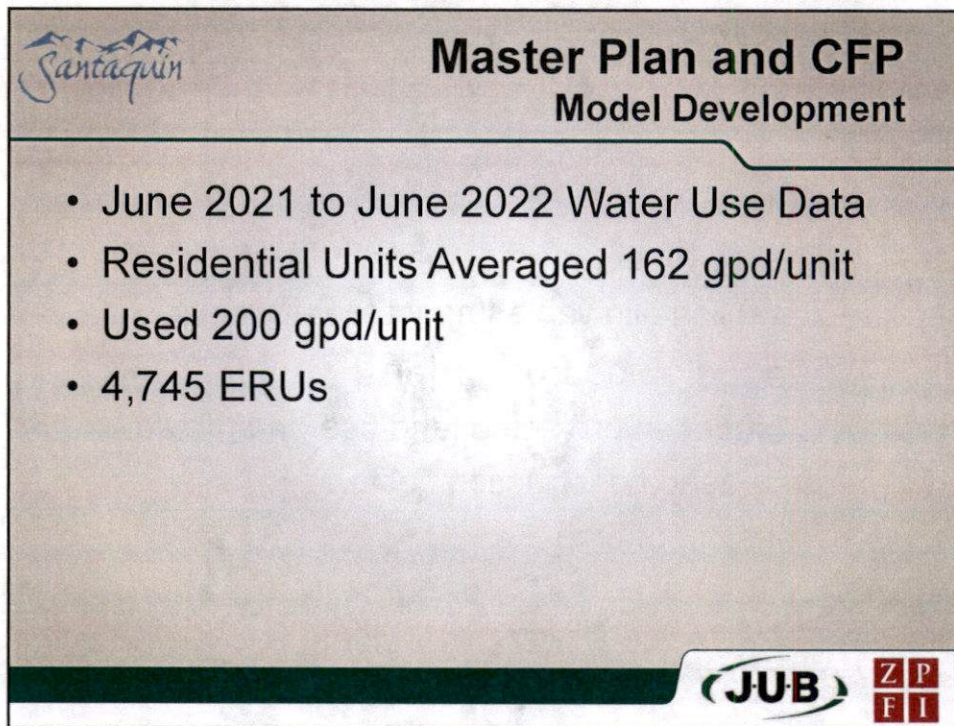 Santaquin
Master Plan and CFP
Model Development
• June 2021 to June 2022 Water Use Data
• Residential Units Averaged 162 gpd/unit
• Used 200 gpd/unit
• 4,745 ERUs
J·U·B
Z P
F I